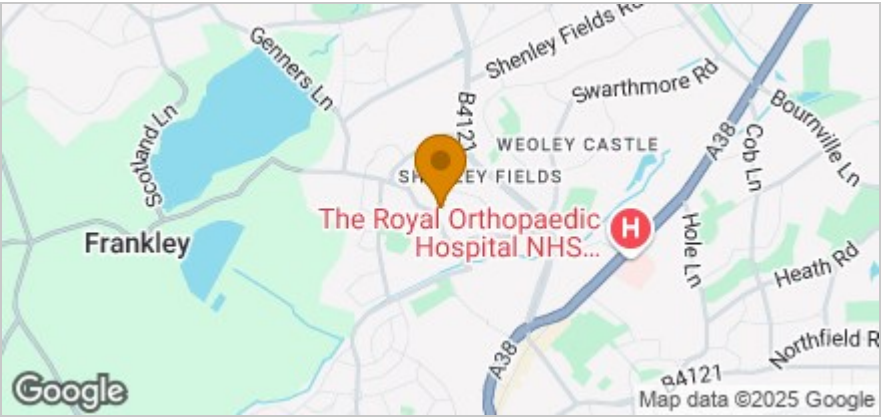 Shenley Fields Rd
Genners Ln
Swarthmore Rd
B4121
Bournville Ln
Scotland Ln
WEOLEY CASTLE
A38
Cob Ln
FIELDS
The Royal Orthopaedic
Hospital NHS...
H
Frankley
Hole Ln
Heath Rd
Northfield R
A38
B4121
Google
Map data ©2025 Google